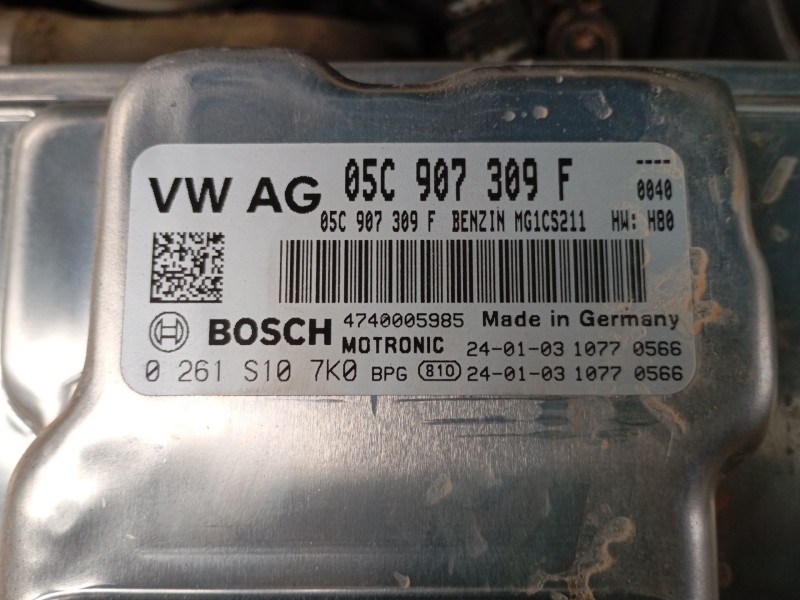 VW AG 05C 907 309 F ----
0040
05C 907 309 F BENZIN MG1CS211 HW: H80
BOSCH 4740005985 Made in Germany
MOTRONIC 24-01-03 1077 0566
0 261 S10 7K0 BPG 810 24-01-03 1077 0566